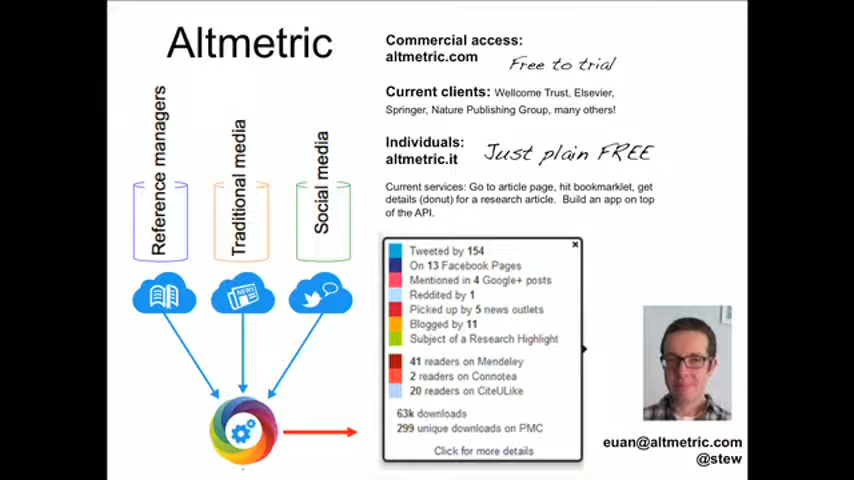 Altmetric
Reference managers
Traditional media
Social media
NEWS
Commercial access:
altmetric.com
Free to trial
Current clients: Wellcome Trust, Elsevier,
Springer, Nature Publishing Group, many others!
Individuals:
altmetric.it
Just plain FREE
Current services: Go to article page, hit bookmarklet, get
details (donut) for a research article. Build an app on top
of the API.
x
Tweeted by 154
On 13 Facebook Pages
Mentioned in 4 Google+ posts
Reddited by 1
Picked up by 5 news outlets
Blogged by 11
Subject of a Research Highlight
41 readers on Mendeley
2 readers on Connotea
20 readers on CiteULike
63k downloads
299 unique downloads on PMC
Click for more details
euan@altmetric.com
@stew